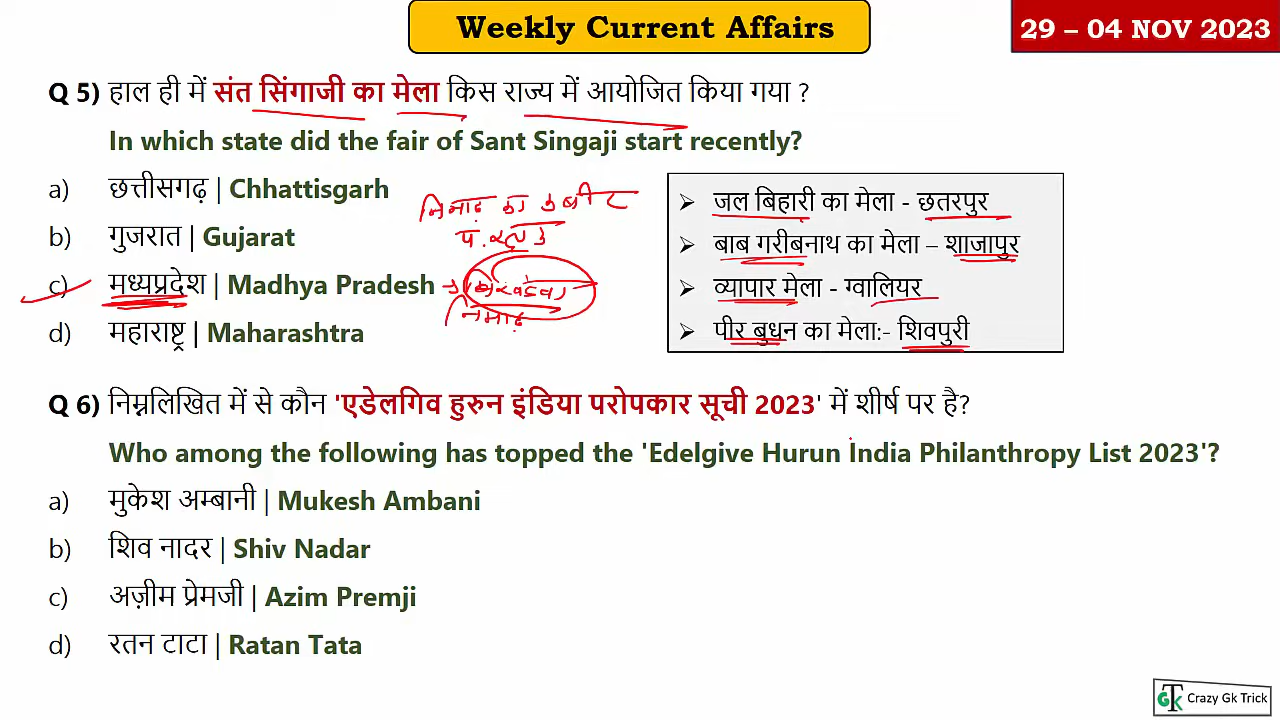 Weekly Current Affairs
29 – 04 NOV 2023
Q 5) हाल ही में संत सिंगाजी का मेला किस राज्य में आयोजित किया गया ?
In which state did the fair of Sant Singaji start recently?
a) छत्तीसगढ़ | Chhattisgarh
b) गुजरात | Gujarat
c) मध्यप्रदेश | Madhya Pradesh
d) महाराष्ट्र | Maharashtra
निमाड़ का कबीर
निमाड़
➢ जल बिहारी का मेला - छतरपुर
➢ बाब गरीबनाथ का मेला – शाजापुर
➢ व्यापार मेला - ग्वालियर
➢ पीर बुधन का मेला:- शिवपुरी
Q 6) निम्नलिखित में से कौन 'एडेलगिव हुरुन इंडिया परोपकार सूची 2023' में शीर्ष पर है?
Who among the following has topped the 'Edelgive Hurun India Philanthropy List 2023'?
a) मुकेश अम्बानी | Mukesh Ambani
b) शिव नादर | Shiv Nadar
c) अज़ीम प्रेमजी | Azim Premji
d) रतन टाटा | Ratan Tata
GTK Crazy Gk Trick